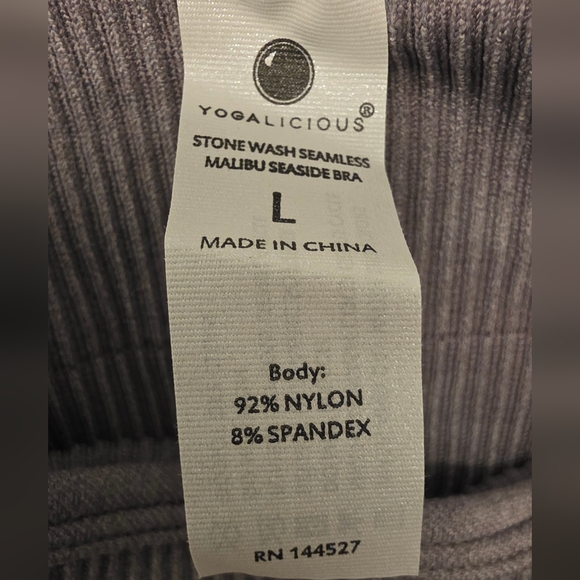 YOGALICIOUS®
STONE WASH SEAMLESS
MALIBU SEASIDE BRA
L
MADE IN CHINA
Body:
92% NYLON
8% SPANDEX
RN 144527